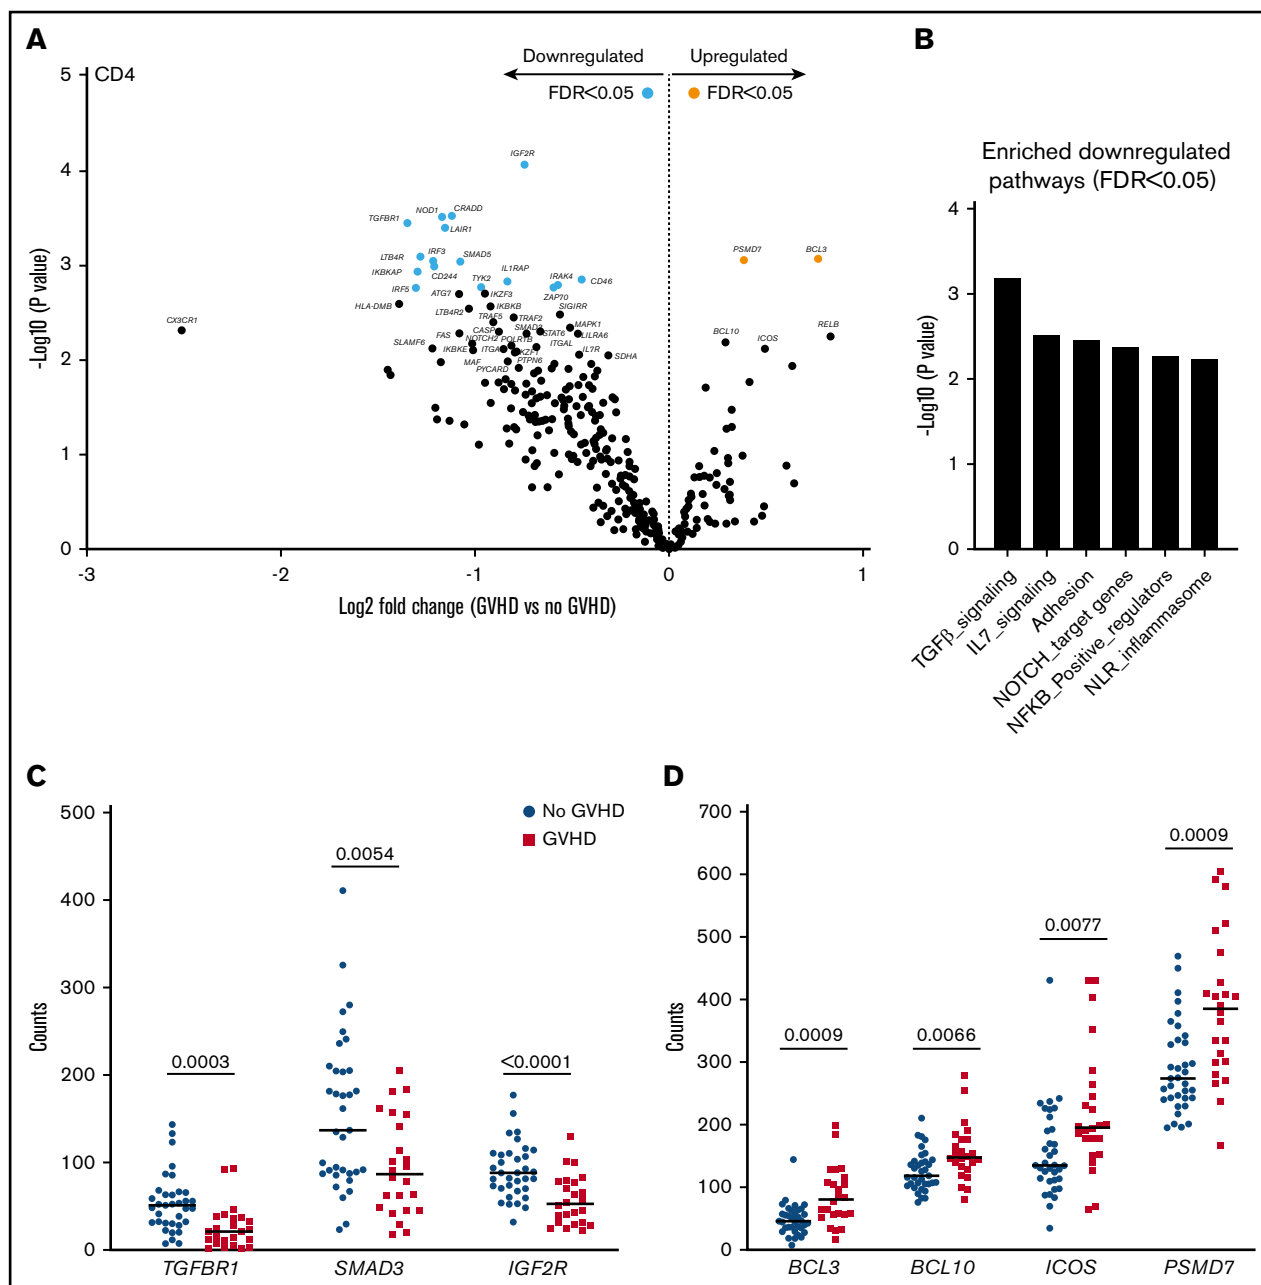 A
B
CD4
Downregulated
Upregulated
FDR<0.05
FDR<0.05
5
4
3
2
1
0
-3
-2
-1
0
1
-Log10 (P value)
Log2 fold change (GVHD vs no GVHD)
IGF2R
TGFBR1
NOD1
CRADD
LAIR1
LTB4R
IRF3
SMAD5
IKBKAP
CD244
IRF5
ATG7
TYK2
IL1RAP
IRAK4
CD46
ZAP70
HLA-DMB
IKZF3
LTB4R2
IKBKB
SIGIRR
CX3CR1
TRAF5
TRAF2
FAS
CASP
SMAD3
STAT6
MAPK1
LILRA6
SLAMF6
NOTCH2
POLR1B
ITGAL
IKBKE
ITGA
IKZF1
IL7R
SDHA
MAF
PYCARD
PTPN6
PSMD7
BCL3
BCL10
ICOS
RELB
Enriched downregulated
pathways (FDR<0.05)
4
3
2
1
0
-Log10 (P value)
TGFβ_signaling
IL7_signaling
Adhesion
NOTCH_target genes
NFKB_Positive_regulators
NLR_inflammasome
C
500
400
300
200
100
0
Counts
No GVHD
GVHD
0.0003
0.0054
<0.0001
TGFBR1
SMAD3
IGF2R
D
700
600
500
400
300
200
100
0
Counts
0.0009
0.0066
0.0077
0.0009
BCL3
BCL10
ICOS
PSMD7